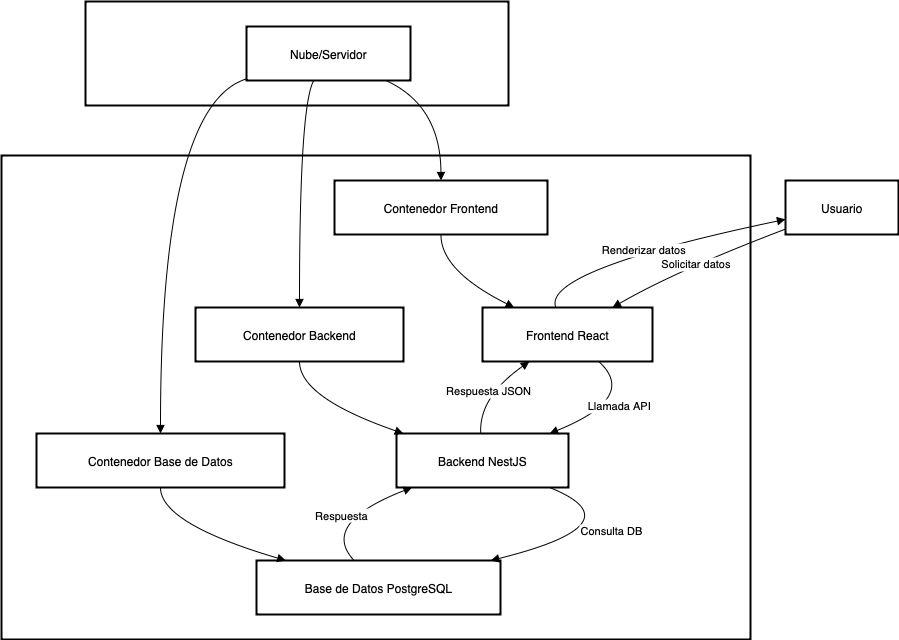 Nube/Servidor
Contenedor Frontend
Usuario
Renderizar datos
Solicitar datos
Contenedor Backend
Frontend React
Respuesta JSON
Llamada API
Contenedor Base de Datos
Backend NestJS
Respuesta
Consulta DB
Base de Datos PostgreSQL